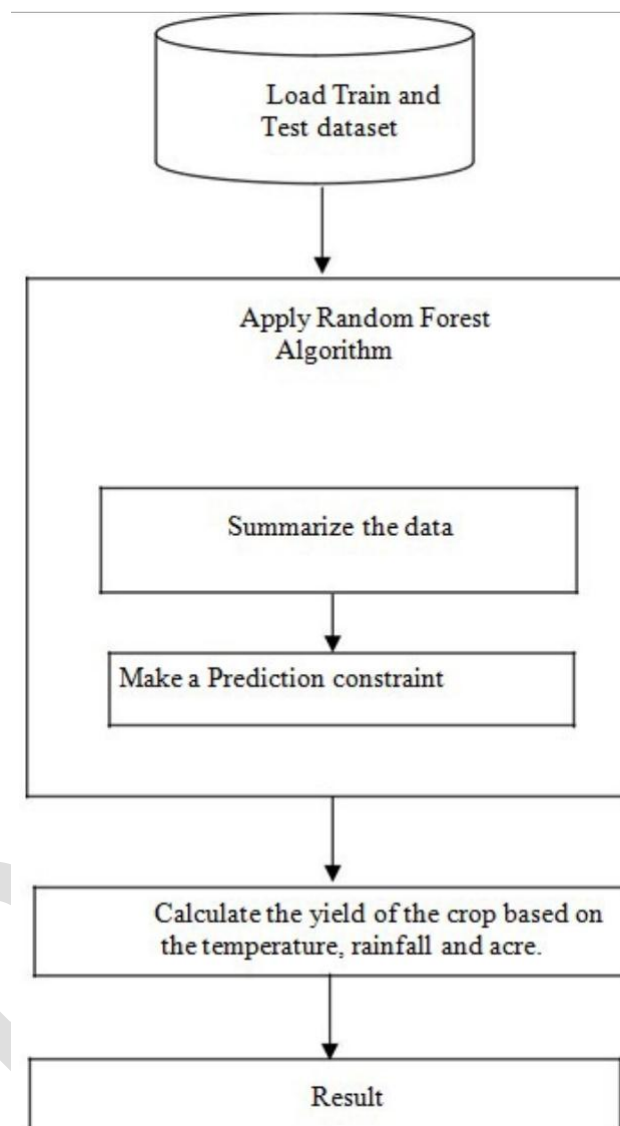 Load Train and
Test dataset
Apply Random Forest
Algorithm
Summarize the data
Make a Prediction constraint
Calculate the yield of the crop based on
the temperature, rainfall and acre.
Result